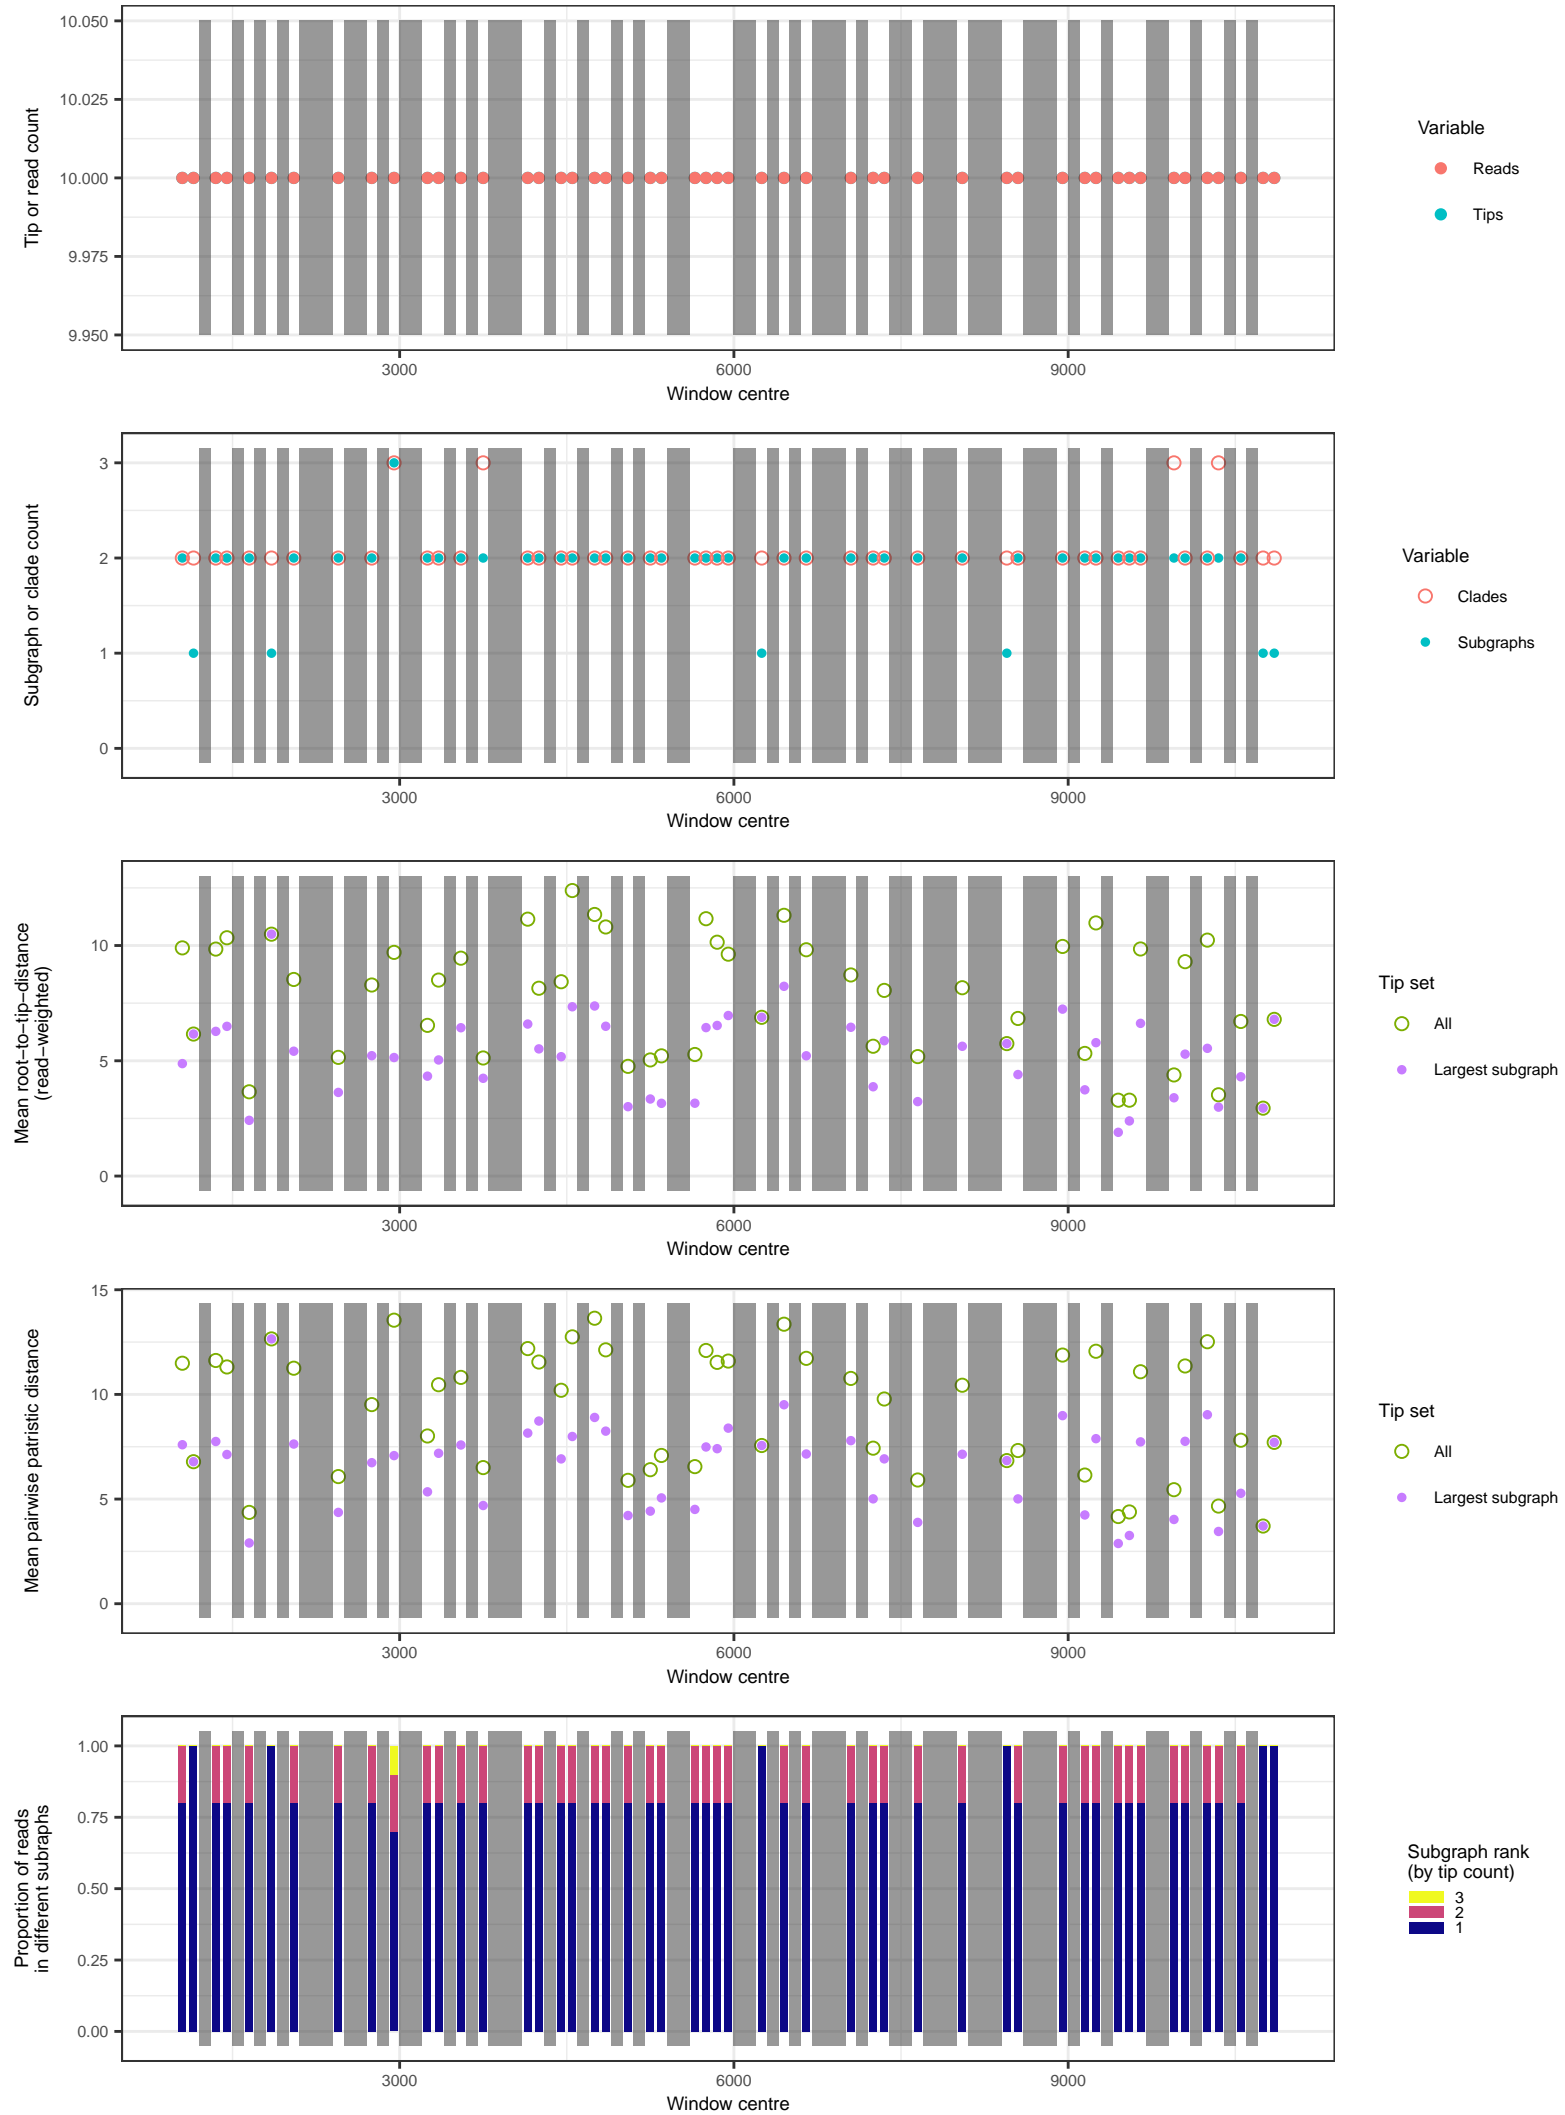 10.050
10.025
10.000
9.975
9.950
Tip or read count
3000 6000 9000
Window centre
Variable
Reads
Tips
3
2
1
0
Subgraph or clade count
3000 6000 9000
Window centre
Variable
Clades
Subgraphs
10
5
0
Mean root−to−tip−distance
(read−weighted)
3000 6000 9000
Window centre
Tip set
All
Largest subgraph
15
10
5
0
Mean pairwise patristic distance
3000 6000 9000
Window centre
Tip set
All
Largest subgraph
1.00
0.75
0.50
0.25
0.00
Proportion of reads
in different subraphs
3000 6000 9000
Window centre
Subgraph rank
(by tip count)
3
2
1